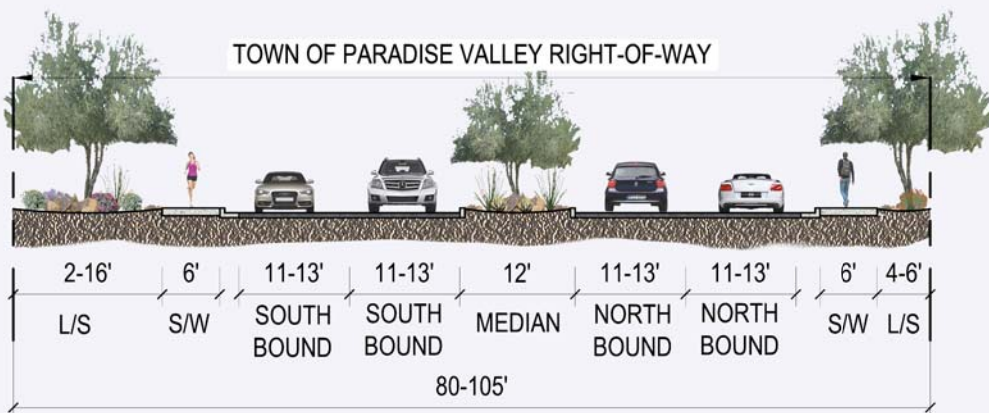 TOWN OF PARADISE VALLEY RIGHT-OF-WAY
2-16' 6' 11-13' 11-13' 12' 11-13' 11-13' 6' 4-6'
L/S S/W SOUTH BOUND SOUTH BOUND MEDIAN NORTH BOUND NORTH BOUND S/W L/S
80-105'